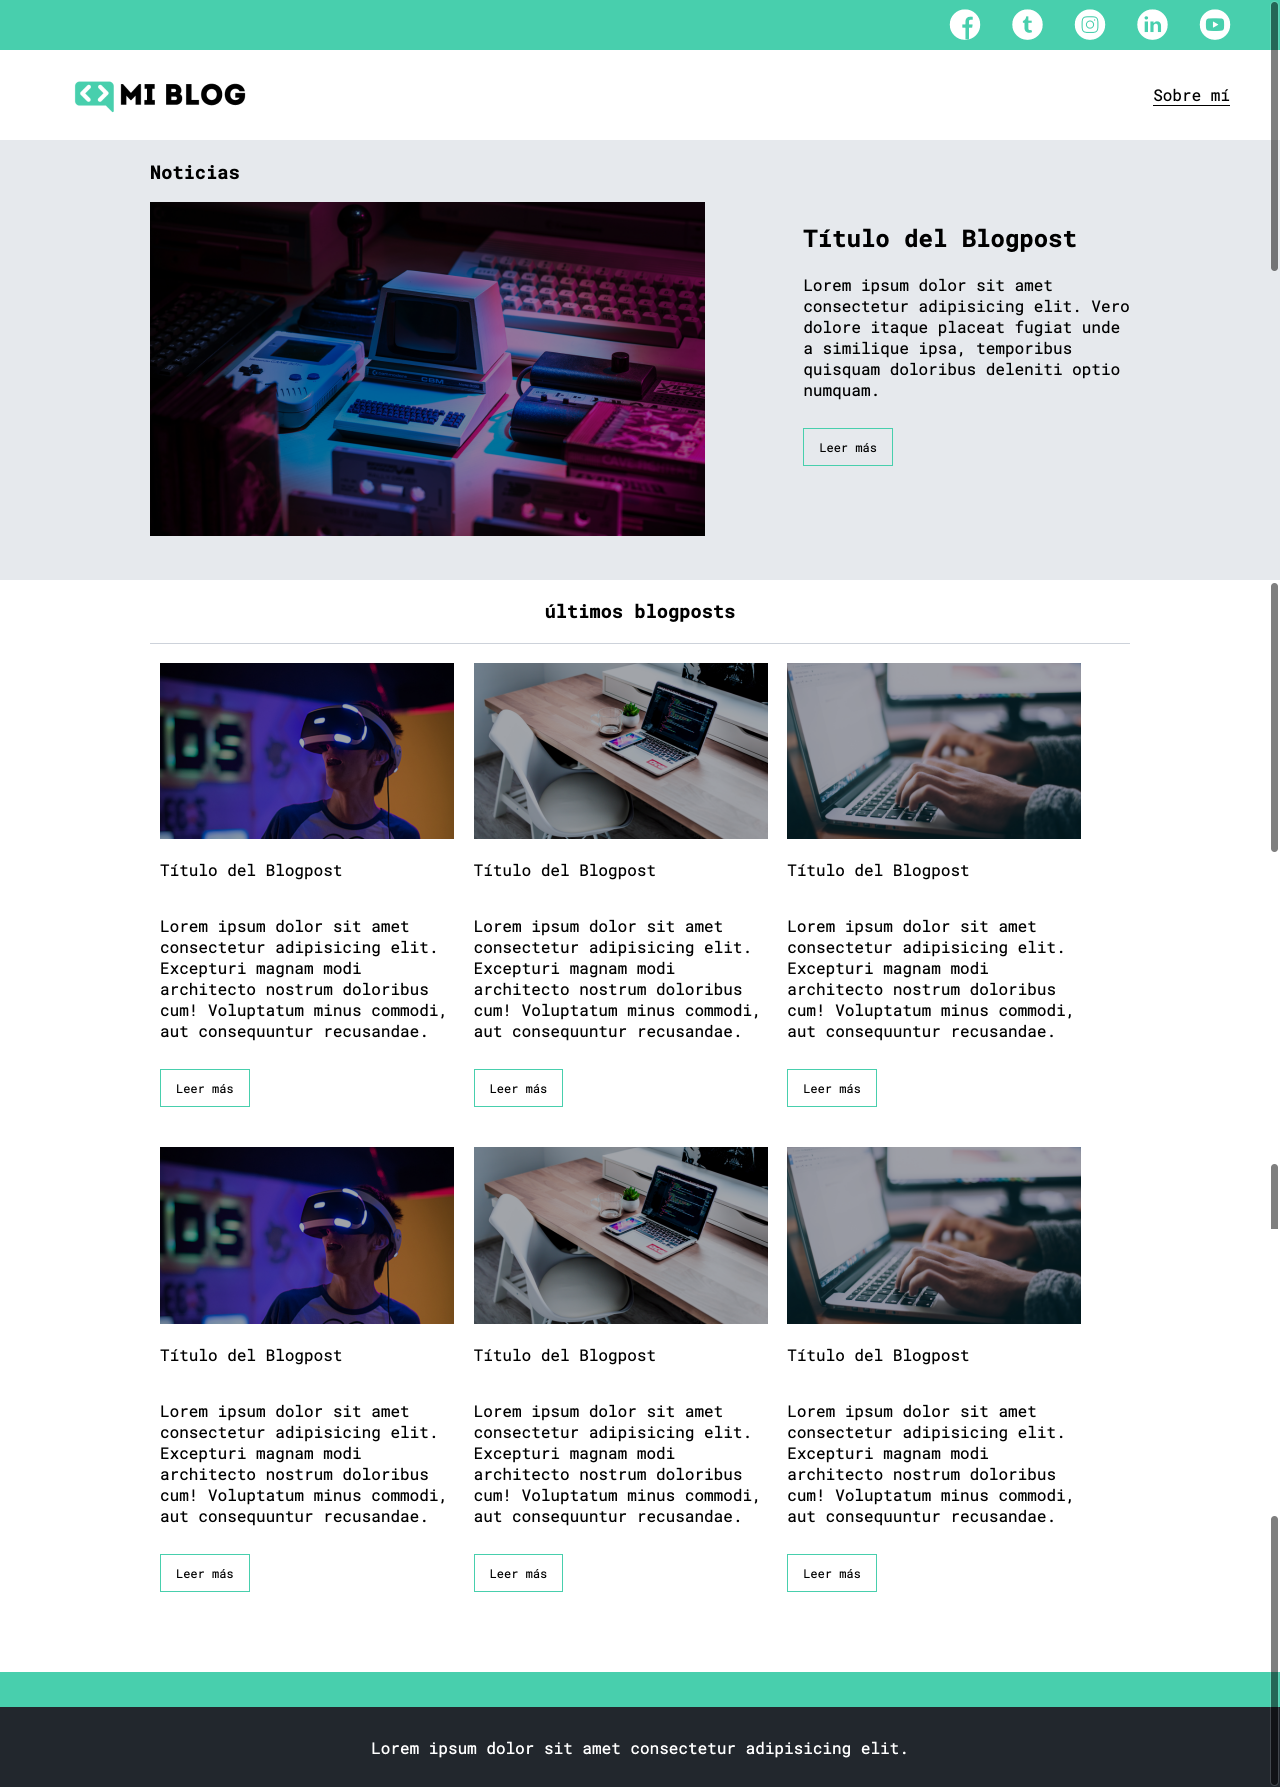 MI BLOG
Sobre mí
Noticias
CBM
Título del Blogpost
Lorem ipsum dolor sit amet
consectetur adipisicing elit. Vero
dolore itaque placeat fugiat unde
a similique ipsa, temporibus
quisquam doloribus deleniti optio
numquam.
Leer más
últimos blogposts
Título del Blogpost
Lorem ipsum dolor sit amet
consectetur adipisicing elit.
Excepturi magnam modi
architecto nostrum doloribus
cum! Voluptatum minus commodi,
aut consequuntur recusandae.
Leer más
Título del Blogpost
Lorem ipsum dolor sit amet
consectetur adipisicing elit.
Excepturi magnam modi
architecto nostrum doloribus
cum! Voluptatum minus commodi,
aut consequuntur recusandae.
Leer más
Título del Blogpost
Lorem ipsum dolor sit amet
consectetur adipisicing elit.
Excepturi magnam modi
architecto nostrum doloribus
cum! Voluptatum minus commodi,
aut consequuntur recusandae.
Leer más
Título del Blogpost
Lorem ipsum dolor sit amet
consectetur adipisicing elit.
Excepturi magnam modi
architecto nostrum doloribus
cum! Voluptatum minus commodi,
aut consequuntur recusandae.
Leer más
Título del Blogpost
Lorem ipsum dolor sit amet
consectetur adipisicing elit.
Excepturi magnam modi
architecto nostrum doloribus
cum! Voluptatum minus commodi,
aut consequuntur recusandae.
Leer más
Título del Blogpost
Lorem ipsum dolor sit amet
consectetur adipisicing elit.
Excepturi magnam modi
architecto nostrum doloribus
cum! Voluptatum minus commodi,
aut consequuntur recusandae.
Leer más
Lorem ipsum dolor sit amet consectetur adipisicing elit.